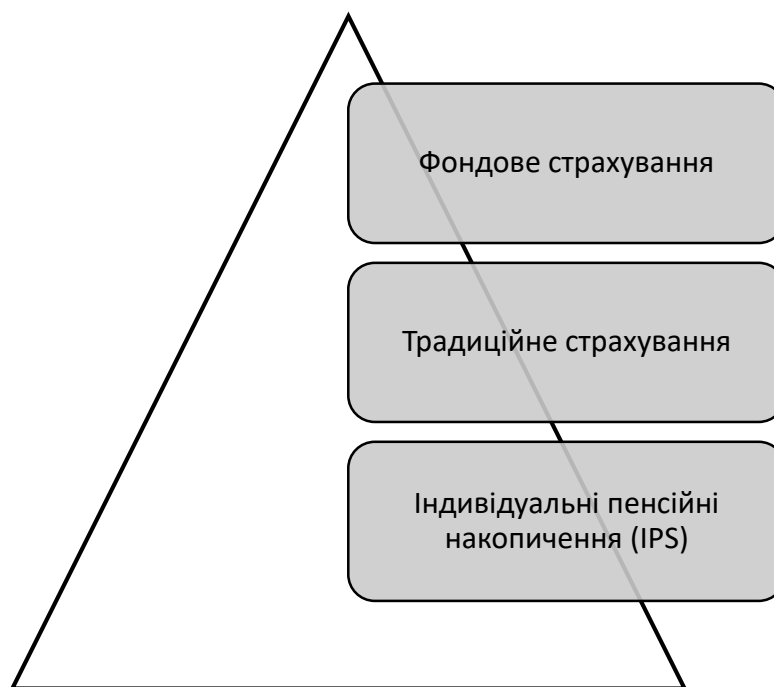 Фондове страхування
Традиційне страхування
Індивідуальні пенсійні
накопичення (IPS)